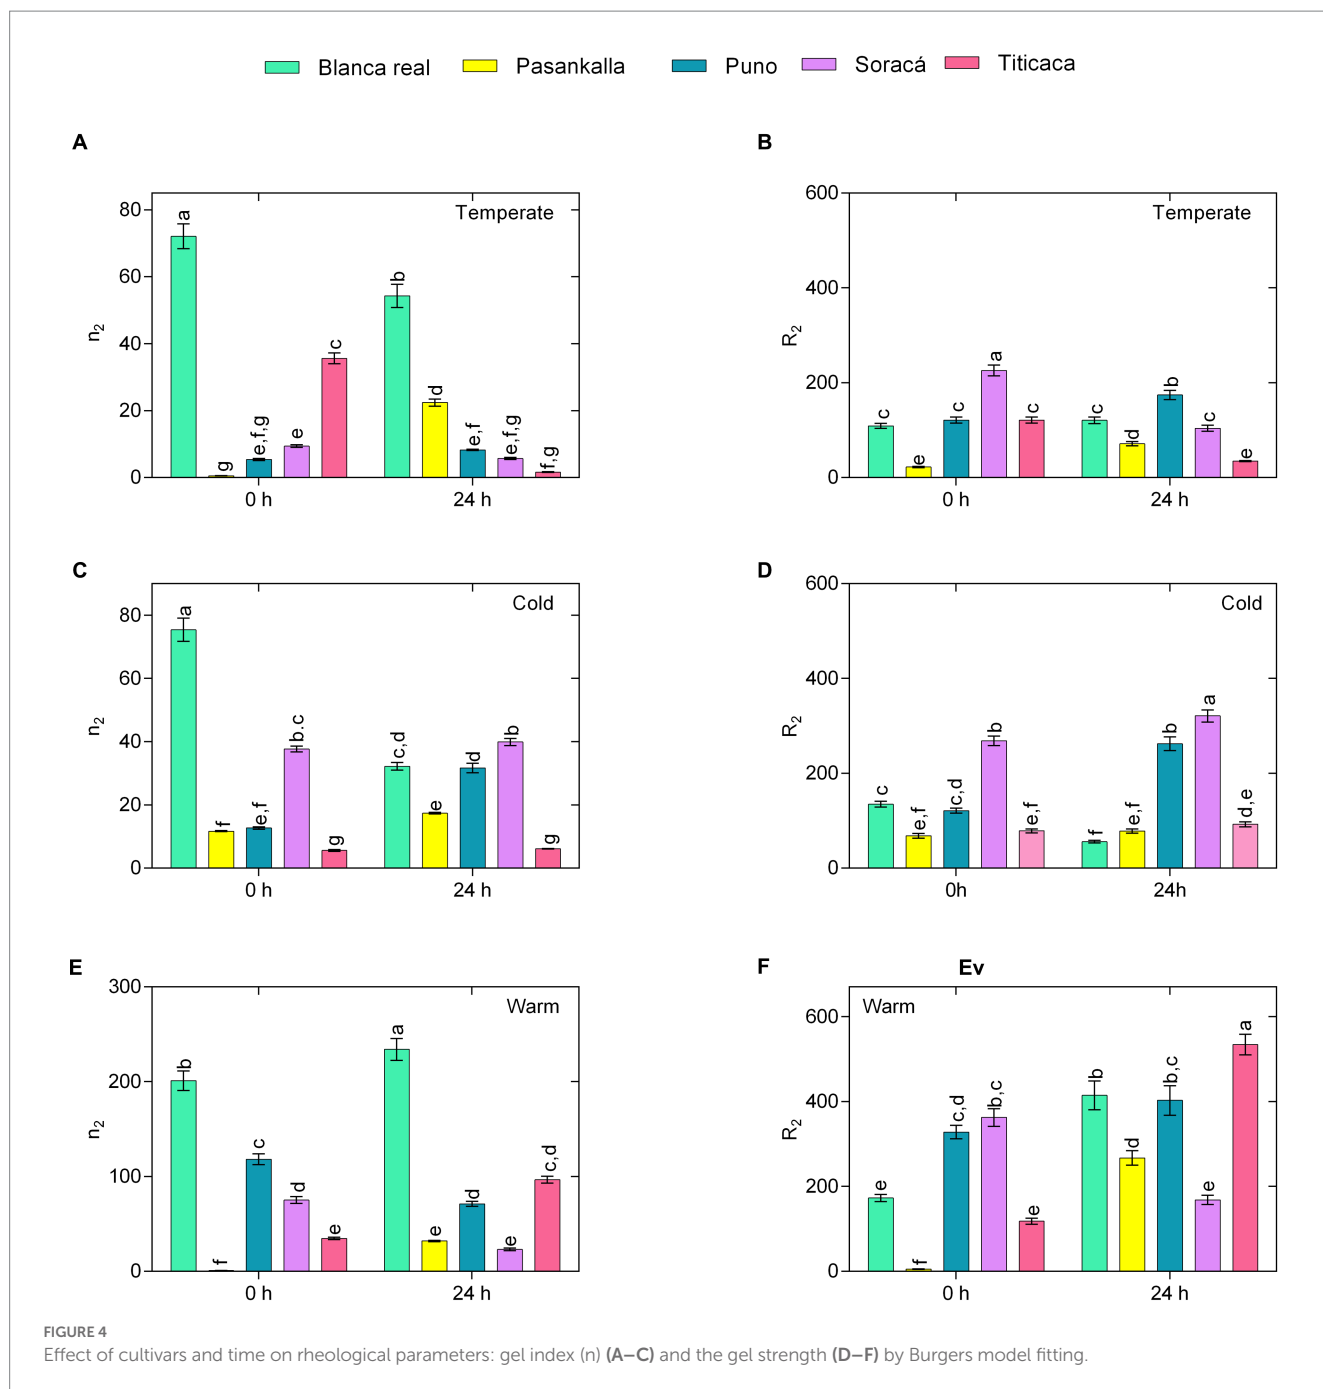 Blanca real Pasankalla Puno Soracá Titicaca
A
Temperate
n2
80
60
40
20
0
a
g
e,f,g
e
c
b
d
e,f
e,f,g
f,g
0 h 24 h
B
Temperate
R2
600
400
200
0
c
e
c
a
c
c
d
b
c
e
0 h 24 h
C
Cold
n2
80
60
40
20
0
a
f
e,f
b.c
g
c,d
e
d
b
g
0 h 24 h
D
Cold
R2
600
400
200
0
c
e,f
c,d
b
e,f
f
e,f
b
a
d,e
0h 24h
E
Warm
n2
300
200
100
0
b
f
c
d
e
a
e
d
e
c,d
0 h 24 h
F Ev
Warm
R2
600
400
200
0
e
f
c,d
b,c
e
b
d
b,c
e
a
0 h 24 h
FIGURE 4
Effect of cultivars and time on rheological parameters: gel index (n) (A–C) and the gel strength (D–F) by Burgers model fitting.